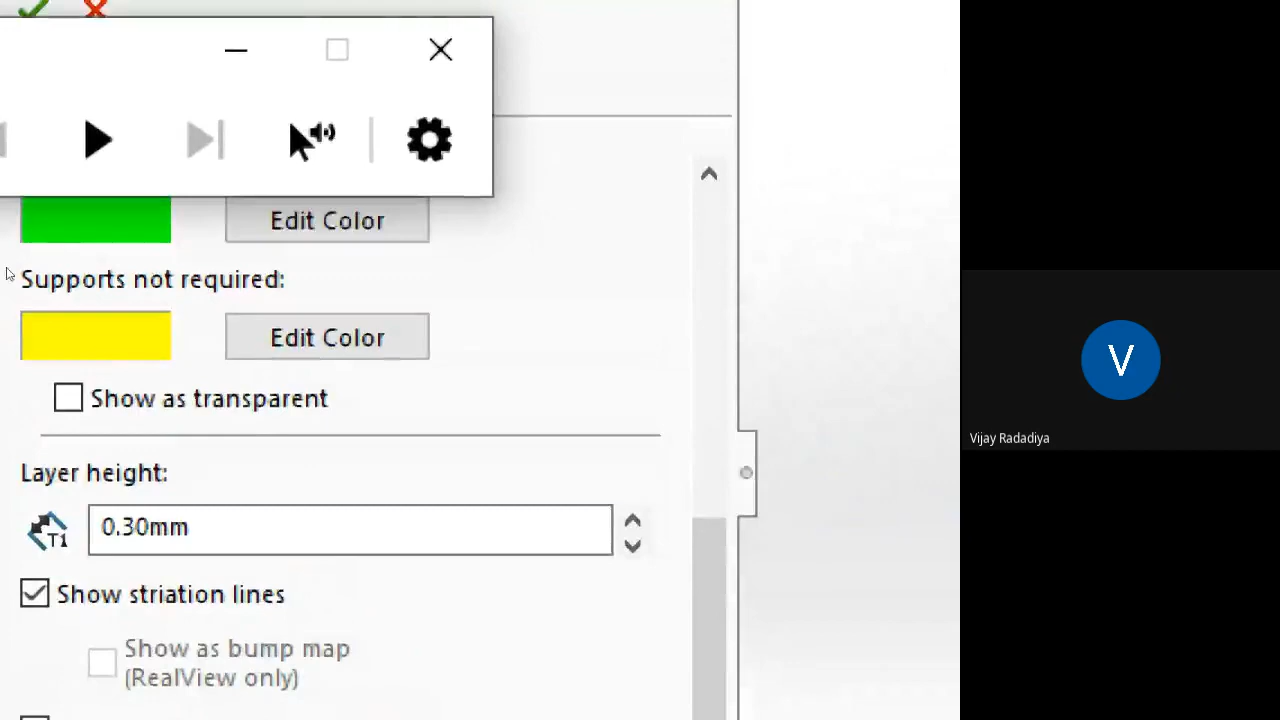 Edit Color
Supports not required:
Edit Color
Show as transparent
Layer height:
T1
0.30mm
Show striation lines
Show as bump map
(RealView only)
V
Vijay Radadiya